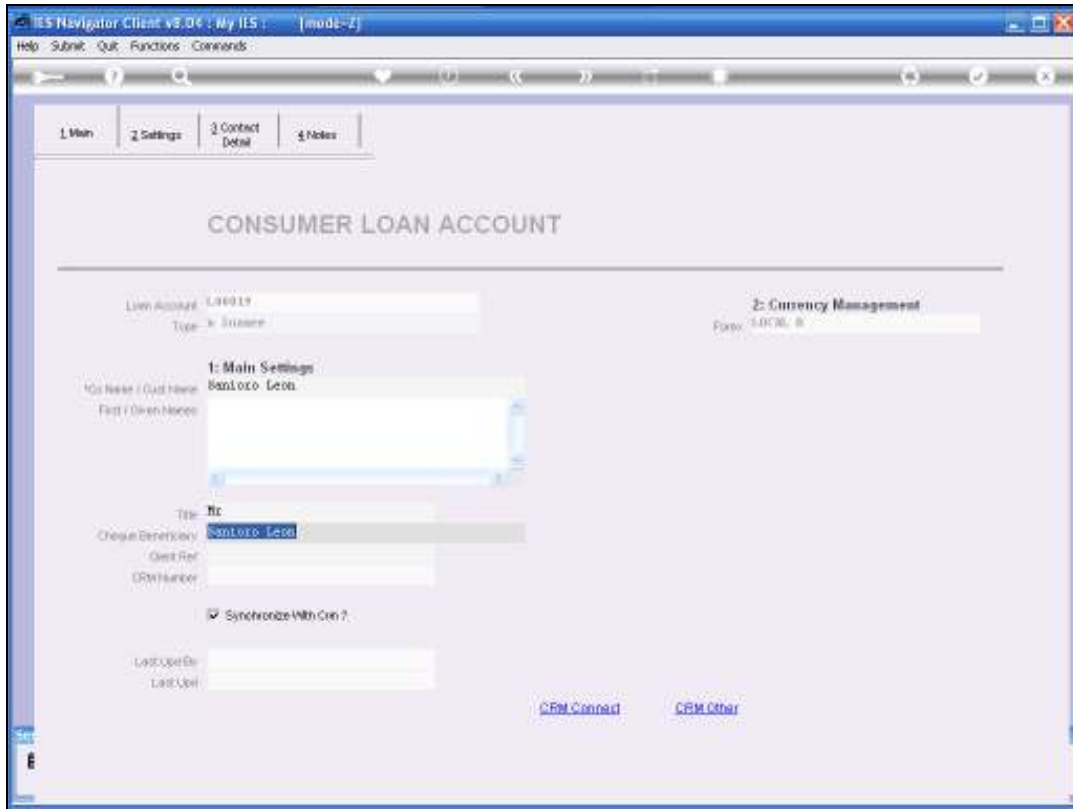 IES Navigator Client v3.04 : My IES : [mode-Z]
Help Submit Quit Functions Commands
1 Main
2 Settings
3 Contact Detail
4 Notes
CONSUMER LOAN ACCOUNT
Loan Account
Type
2: Currency Management
Form
1: Main Settings
*Co Name / Cust Name Santoro Leon
First / Given Names
Title Mr
Cheque Beneficiary Santoro Leon
Client Ref
CRM Number
Synchronize With Crm ?
Last Upd By
Last Upd
CRM Connect CRM Other